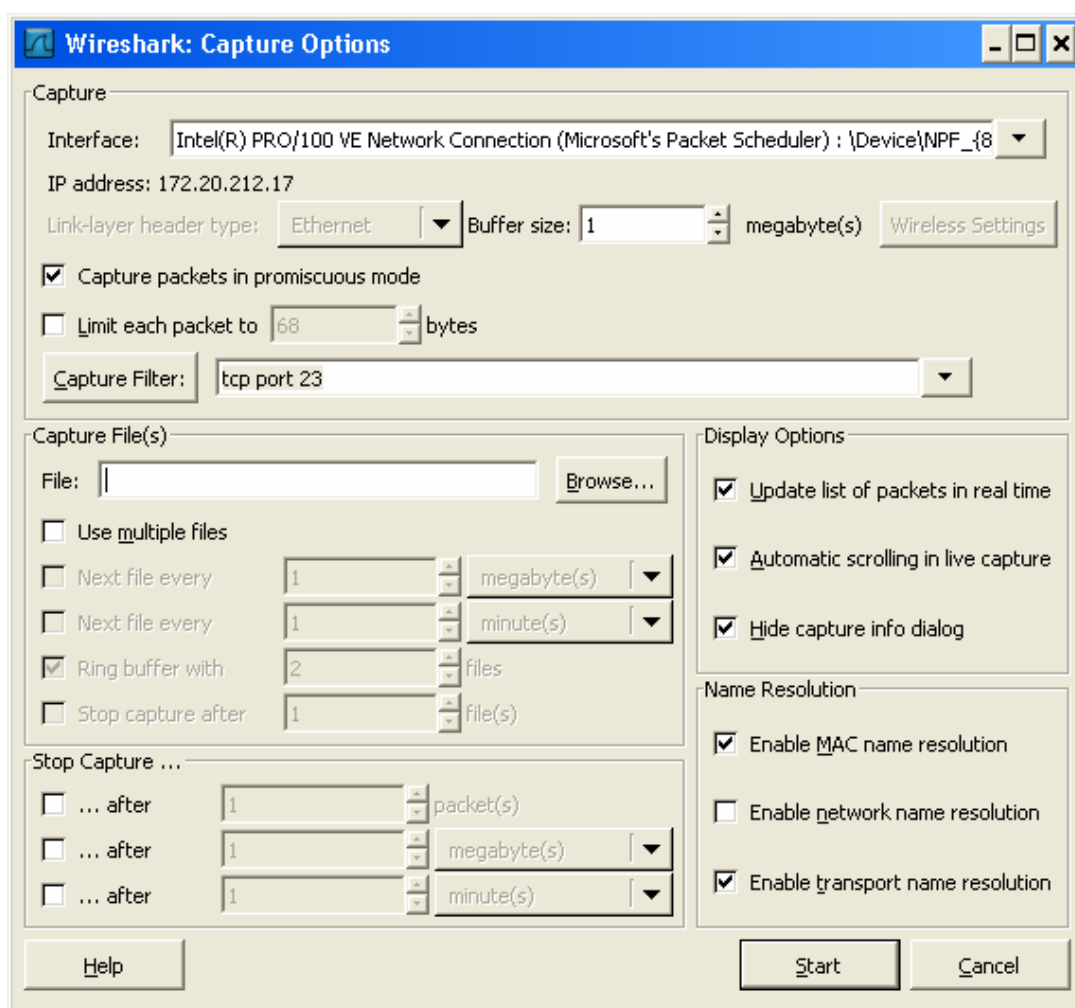 Wireshark: Capture Options
Capture
Interface: Intel(R) PRO/100 VE Network Connection (Microsoft's Packet Scheduler) : \Device\NPF_{8
IP address: 172.20.212.17
Link-layer header type: Ethernet Buffer size: 1 megabyte(s) Wireless Settings
Capture packets in promiscuous mode
Limit each packet to 68 bytes
Capture Filter: tcp port 23
Capture File(s)
File: Browse...
Use multiple files
Next file every 1 megabyte(s)
Next file every 1 minute(s)
Ring buffer with 2 files
Stop capture after 1 file(s)
Stop Capture ...
... after 1 packet(s)
... after 1 megabyte(s)
... after 1 minute(s)
Display Options
Update list of packets in real time
Automatic scrolling in live capture
Hide capture info dialog
Name Resolution
Enable MAC name resolution
Enable network name resolution
Enable transport name resolution
Help Start Cancel